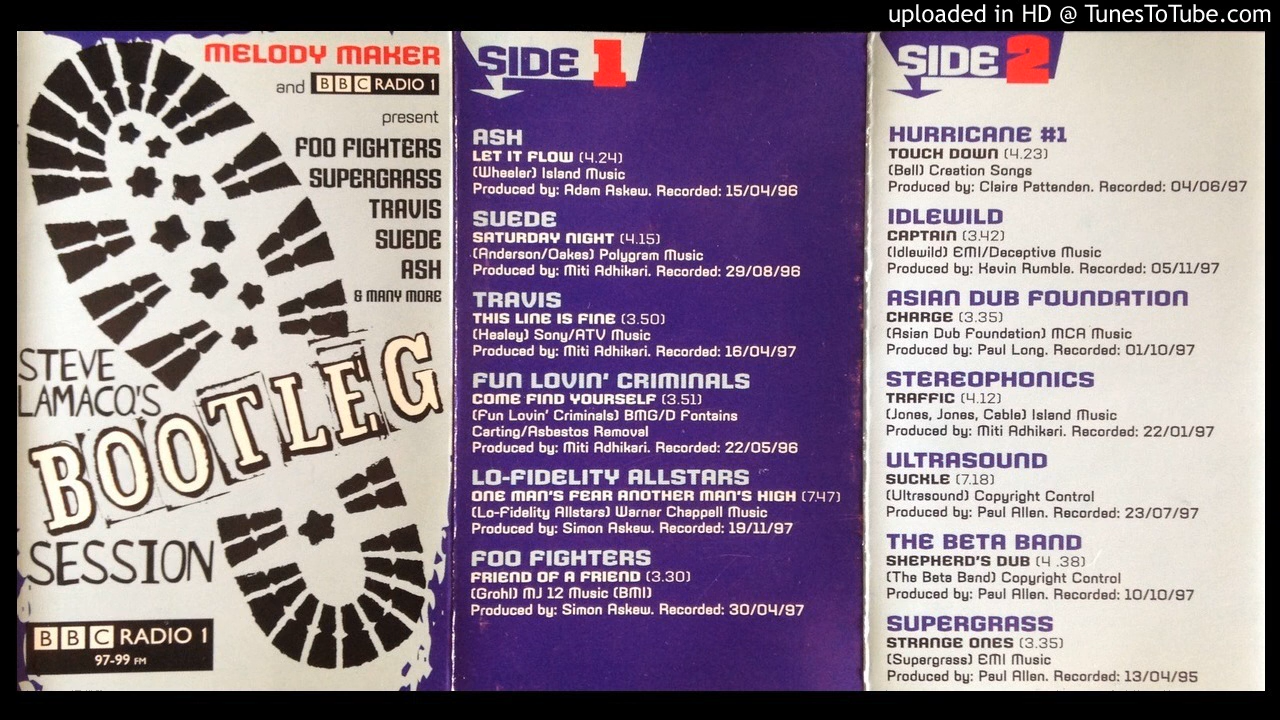 uploaded in HD @ TunesToTube.com
MELODY MAKER
and BBC RADIO 1
present
FOO FIGHTERS
SUPERGRASS
TRAVIS
SUEDE
ASH
& MANY MORE
STEVE
LAMACQ'S
BOOTLEG
SESSION
BBC RADIO 1
97-99 FM
SIDE 1
ASH
LET IT FLOW (4.24)
(Wheeler) Island Music
Produced by: Adam Askew. Recorded: 15/04/96
SUEDE
SATURDAY NIGHT (4.15)
(Anderson/Oakes) Polygram Music
Produced by: Miti Adhikari. Recorded: 29/08/96
TRAVIS
THIS LINE IS FINE (3.50)
(Healey) Sony/ATV Music
Produced by: Miti Adhikari. Recorded: 16/04/97
FUN LOVIN' CRIMINALS
COME FIND YOURSELF (3.51)
(Fun Lovin' Criminals) BMG/D Fontains
Carting/Asbestos Removal
Produced by: Miti Adhikari. Recorded: 22/05/96
LO-FIDELITY ALLSTARS
ONE MAN'S FEAR ANOTHER MAN'S HIGH (7.47)
(Lo-Fidelity Allstars) Warner Chappell Music
Produced by: Simon Askew. Recorded: 19/11/97
FOO FIGHTERS
FRIEND OF A FRIEND (3.30)
(Grohl) MJ 12 Music (BMI)
Produced by: Simon Askew. Recorded: 30/04/97
SIDE 2
HURRICANE #1
TOUCH DOWN (4.23)
(Bell) Creation Songs
Produced by: Claire Pattenden. Recorded: 04/06/97
IDLEWILD
CAPTAIN (3.42)
(Idlewild) EMI/Deceptive Music
Produced by: Kevin Rumble. Recorded: 05/11/97
ASIAN DUB FOUNDATION
CHARGE (3.35)
(Asian Dub Foundation) MCA Music
Produced by: Paul Long. Recorded: 01/10/97
STEREOPHONICS
TRAFFIC (4.12)
(Jones, Jones, Cable) Island Music
Produced by: Miti Adhikari. Recorded: 22/01/97
ULTRASOUND
SUCKLE (7.18)
(Ultrasound) Copyright Control
Produced by: Paul Allen. Recorded: 23/07/97
THE BETA BAND
SHEPHERD'S DUB (4 .38)
(The Beta Band) Copyright Control
Produced by: Paul Allen. Recorded: 10/10/97
SUPERGRASS
STRANGE ONES (3.35)
(Supergrass) EMI Music
Produced by: Paul Allen. Recorded: 13/04/95